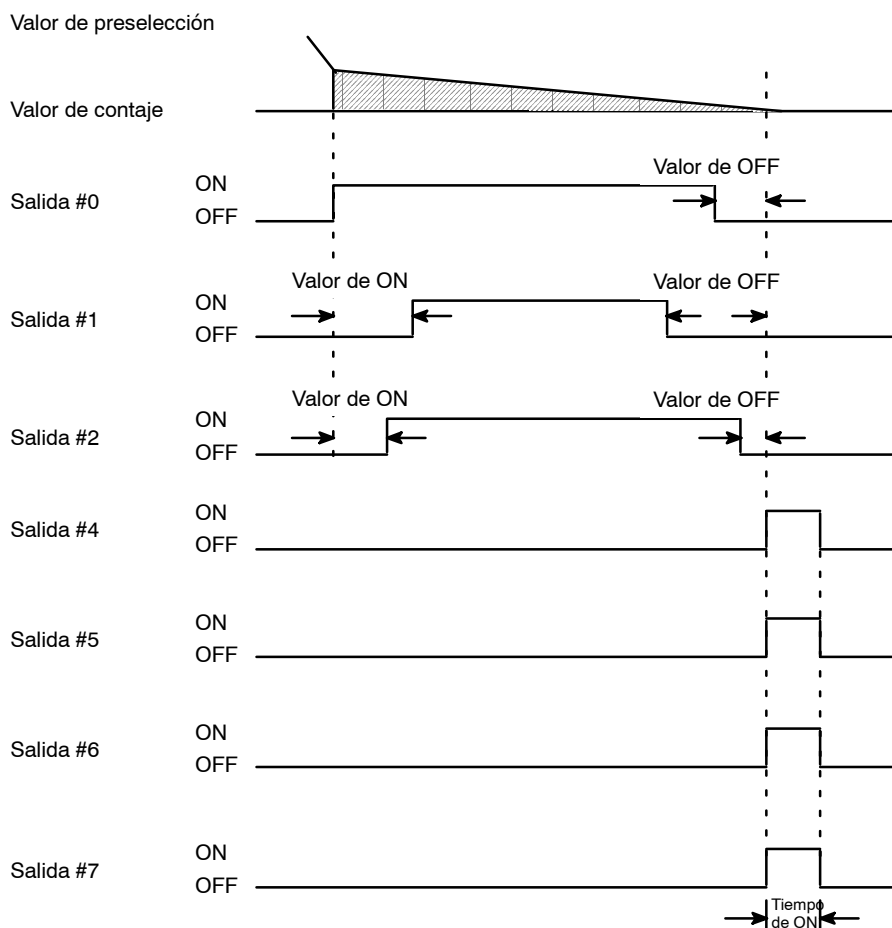 Valor de preselección
Valor de contaje
Valor de OFF
Salida #0
ON
OFF
Valor de ON
Valor de OFF
Salida #1
ON
OFF
Valor de ON
Valor de OFF
Salida #2
ON
OFF
Salida #4
ON
OFF
Salida #5
ON
OFF
Salida #6
ON
OFF
Salida #7
ON
OFF
Tiempo
de ON